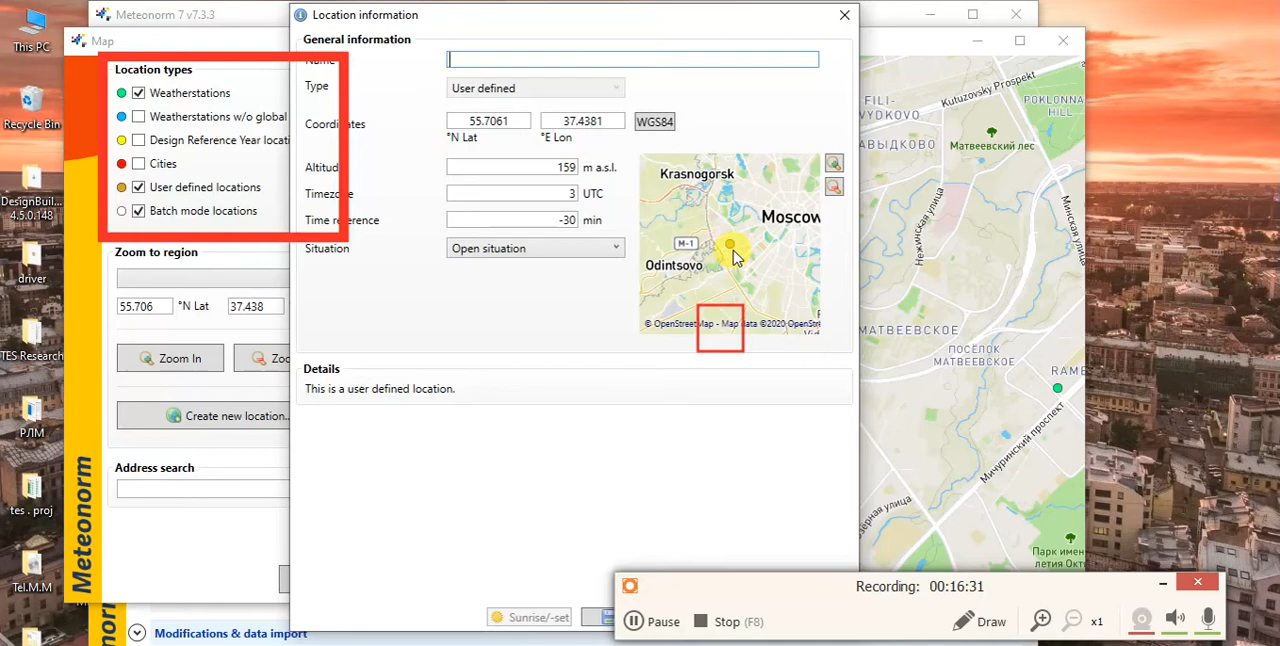 This PC
Recycle Bin
DesignBuil...
4.5.0.148
driver
TES Research
РЛМ
tes . proj
Tel.M.M
Meteonorm 7 v7.3.3
Map
Location types
Weatherstations
Weatherstations w/o global
Design Reference Year locati
Cities
User defined locations
Batch mode locations
Zoom to region
55.706 °N Lat 37.438
Zoom In
Zoo
Create new location...
Address search
Meteonorm
Modifications & data import
Location information
General information
Name
Type User defined
Coordinates 55.7061 37.4381 WGS84
°N Lat °E Lon
Altitud 159 m a.s.l.
Timezone 3 UTC
Time reference -30 min
Situation Open situation
Krasnogorsk
Moscow
M-1
Odintsovo
© OpenStreetMap - Map data ©2020 OpenStre
Details
This is a user defined location.
Sunrise/-set
FILI-
Kutuzovsky Prospekt
POKLONNA
HILL
Матвеевский лес
Нежинская улица
Минская улица
МАТВЕЕВСКОЕ
ПОСЁЛОК
МАТВЕЕВСКОЕ
RAME
Мичуринский проспект
Парк имен
летия Окт
Recording: 00:16:31
Pause
Stop (F8)
Draw
x1